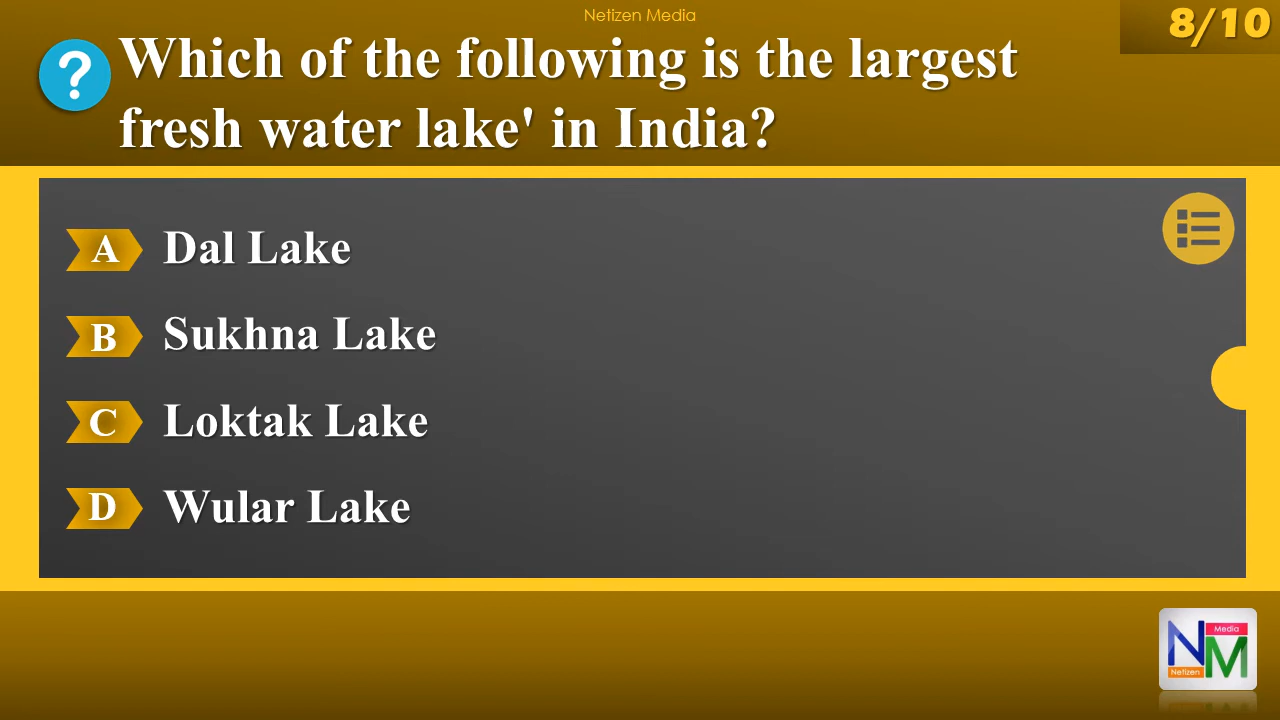 Netizen Media
8/10
? Which of the following is the largest
fresh water lake' in India?
A Dal Lake
B Sukhna Lake
C Loktak Lake
D Wular Lake
Media
NM
Netizen